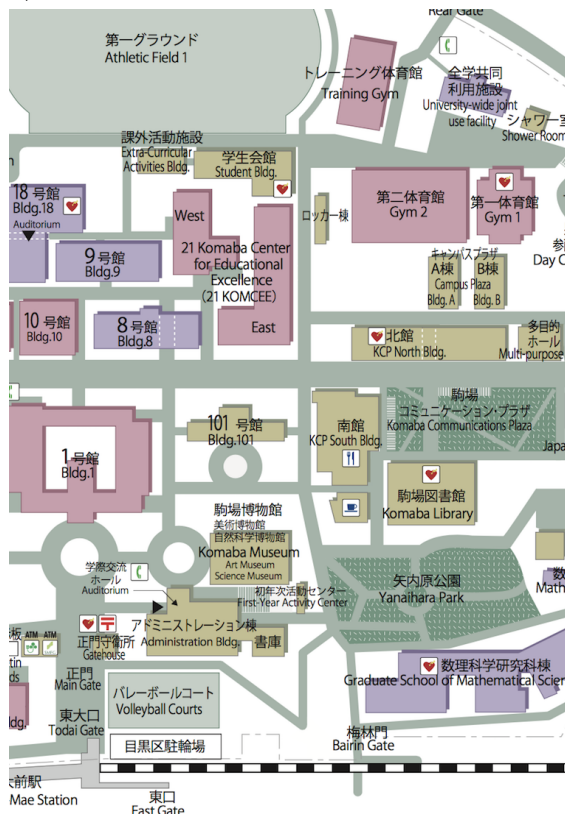 Rear Gate
第一グラウンド
Athletic Field 1
トレーニング体育館
Training Gym
全学共同
利用施設
University-wide joint
use facility
シャワー室
Shower Room
課外活動施設
Extra-Curricular
Activities Bldg.
学生会館
Student Bldg.
18 号館
Bldg.18
Auditorium
West
ロッカー棟
第二体育館
Gym 2
第一体育館
Gym 1
9 号館
Bldg.9
21 Komaba Center
for Educational
Excellence
(21 KOMCEE)
キャンパスプラザ
A棟
B棟
Campus Plaza
Bldg. A
Bldg. B
Day C
10 号館
Bldg.10
8 号館
Bldg.8
East
北館
KCP North Bldg.
多目的
ホール
Multi-purpose
101 号館
Bldg.101
南館
KCP South Bldg.
駒場
コミュニケーション・プラザ
Komaba Communications Plaza
Japa
1 号館
Bldg.1
駒場図書館
Komaba Library
駒場博物館
美術博物館
自然科学博物館
Komaba Museum
Art Museum
Science Museum
学際交流
ホール
Auditorium
初年次活動センター
First-Year Activity Center
矢内原公園
Yanaihara Park
数
Math
アドミニストレーション棟
Administration Bldg.
書庫
ATM
ATM
正門守衛所
Gatehouse
数理科学研究科棟
Graduate School of Mathematical Scien
正門
Main Gate
バレーボールコート
Volleyball Courts
東大口
Todai Gate
目黒区駐輪場
梅林門
Bairin Gate
大前駅
Mae Station
東口
East Gate